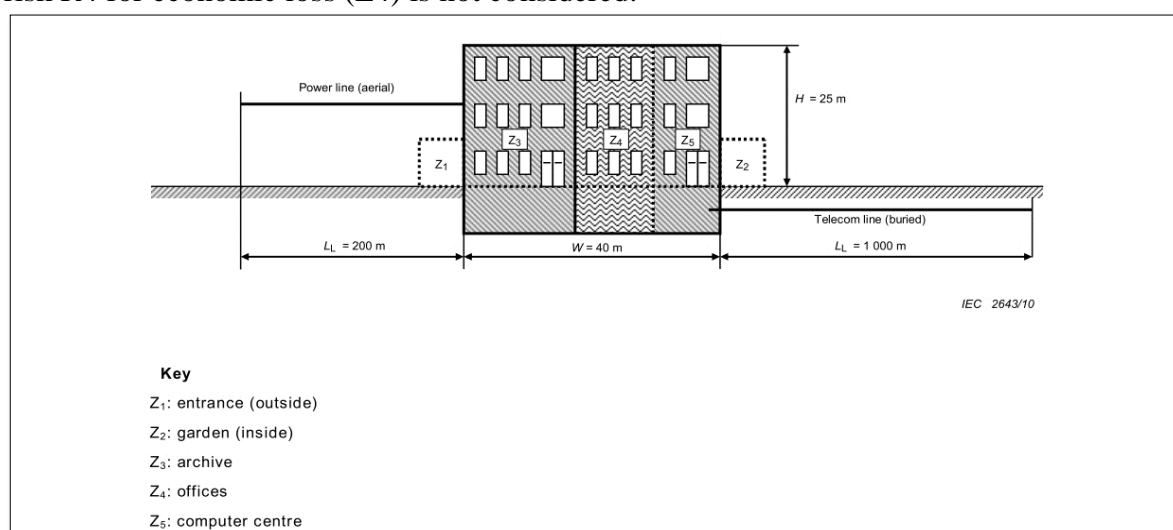 risk R4 for economic loss (L4) is not considered.
Power line (aerial)
H = 25 m
Z3
Z4
Z5
Z1
Z2
Telecom line (buried)
LL = 200 m
W = 40 m
LL = 1 000 m
IEC 2643/10
Key
Z1: entrance (outside)
Z2: garden (inside)
Z3: archive
Z4: offices
Z5: computer centre